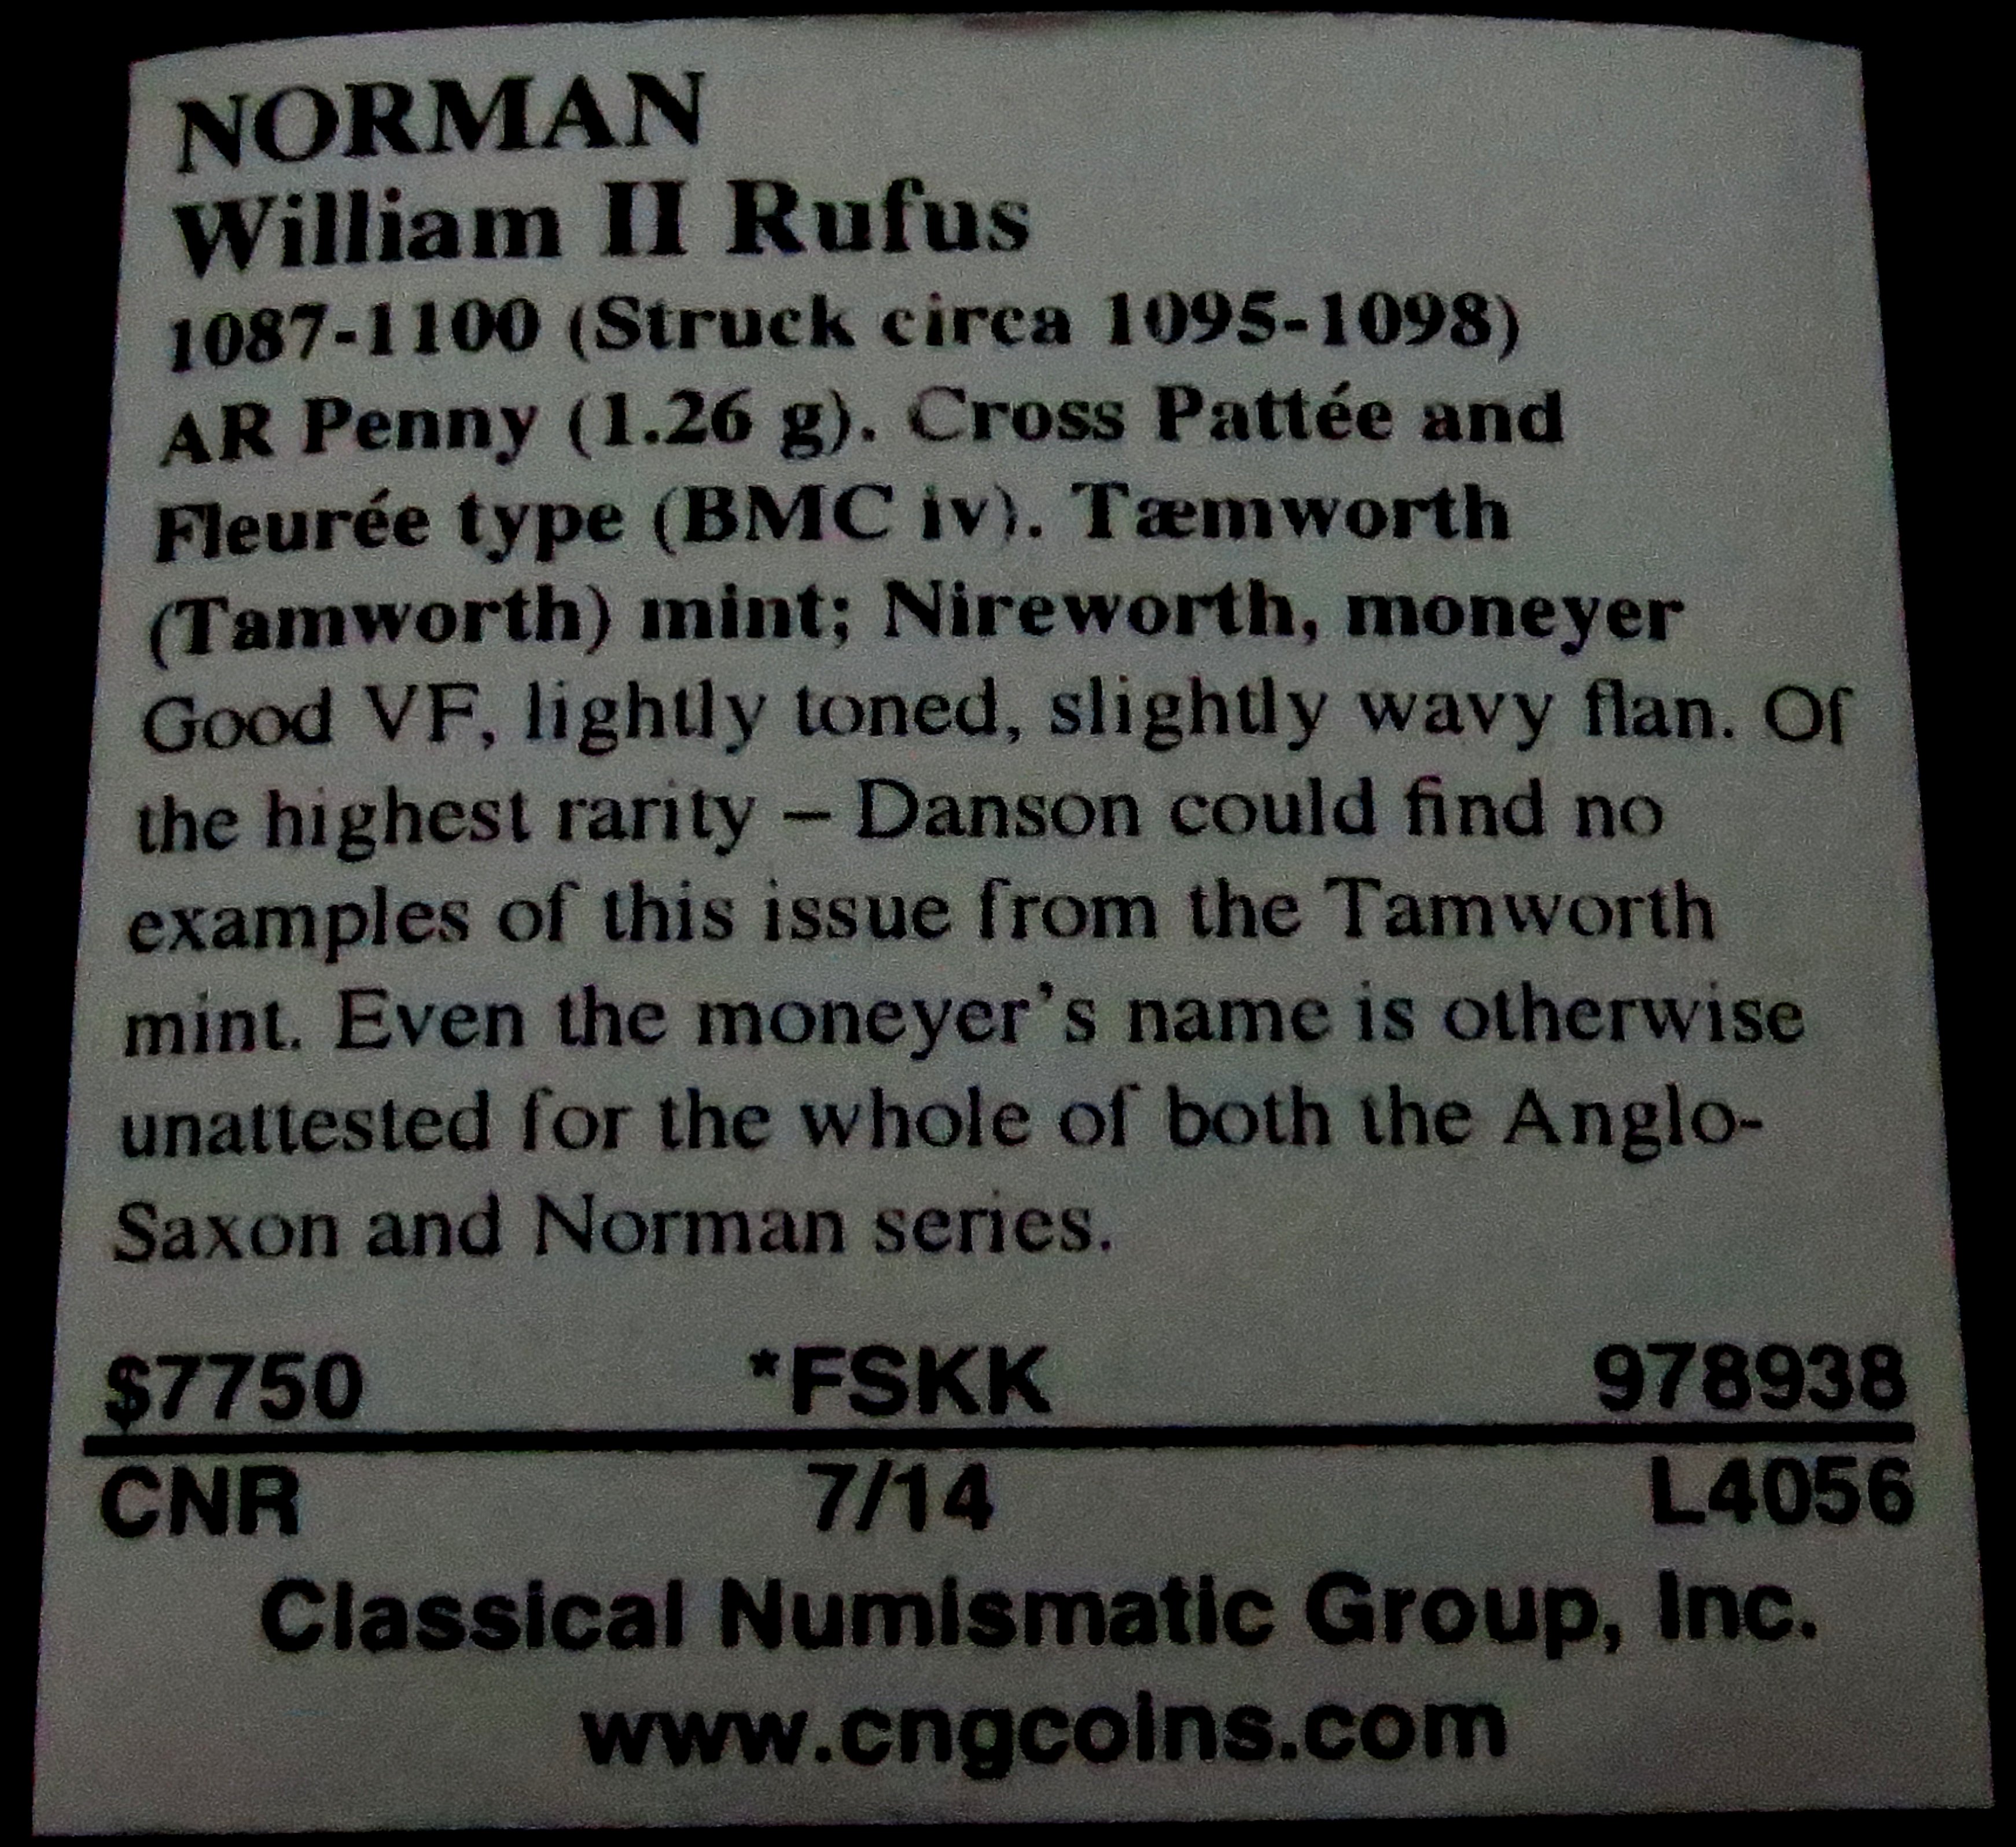 NORMAN
William II Rufus
1087-1100 (Struck circa 1095-1098)
AR Penny (1.26 g). Cross Pattée and
Fleurée type (BMC iv). Tæmworth
(Tamworth) mint; Nireworth, moneyer
Good VF, lightly toned, slightly wavy flan. Of
the highest rarity – Danson could find no
examples of this issue from the Tamworth
mint. Even the moneyer's name is otherwise
unattested for the whole of both the Anglo-
Saxon and Norman series.
$7750 *FSKK 978938
CNR 7/14 L4056
Classical Numismatic Group, Inc.
www.cngcoins.com